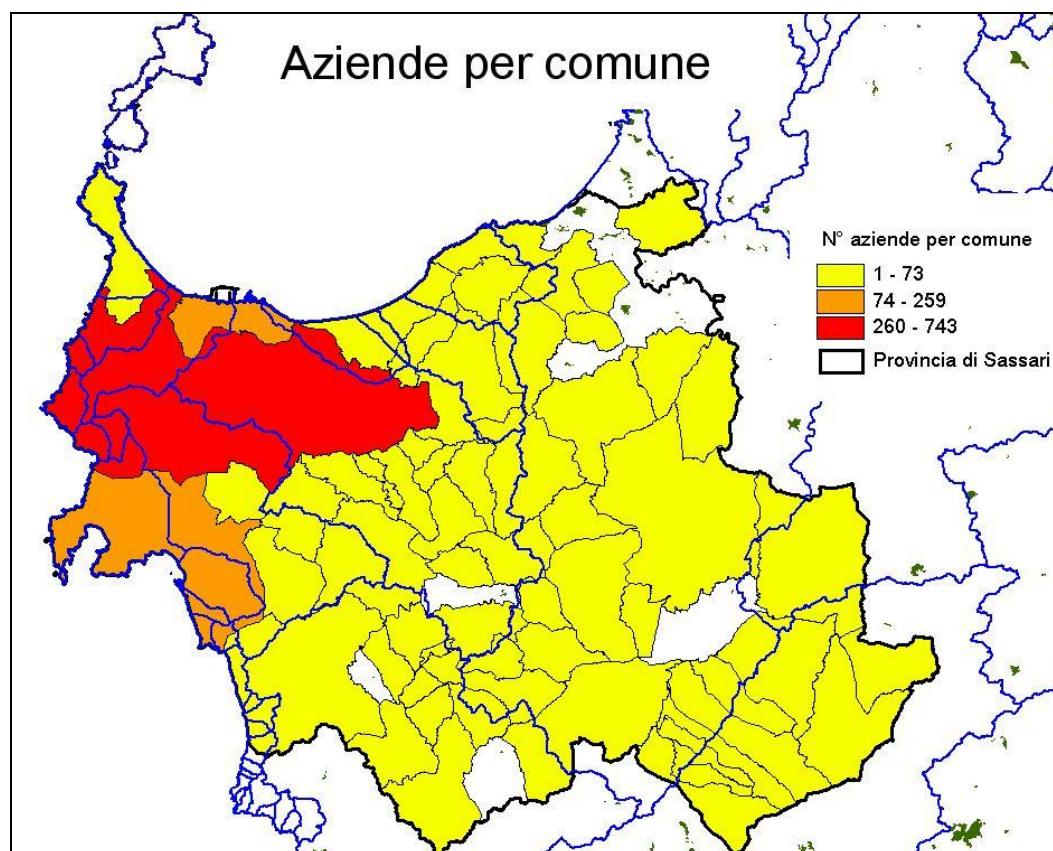 Aziende per comune
N° aziende per comune
1 - 73
74 - 259
260 - 743
Provincia di Sassari